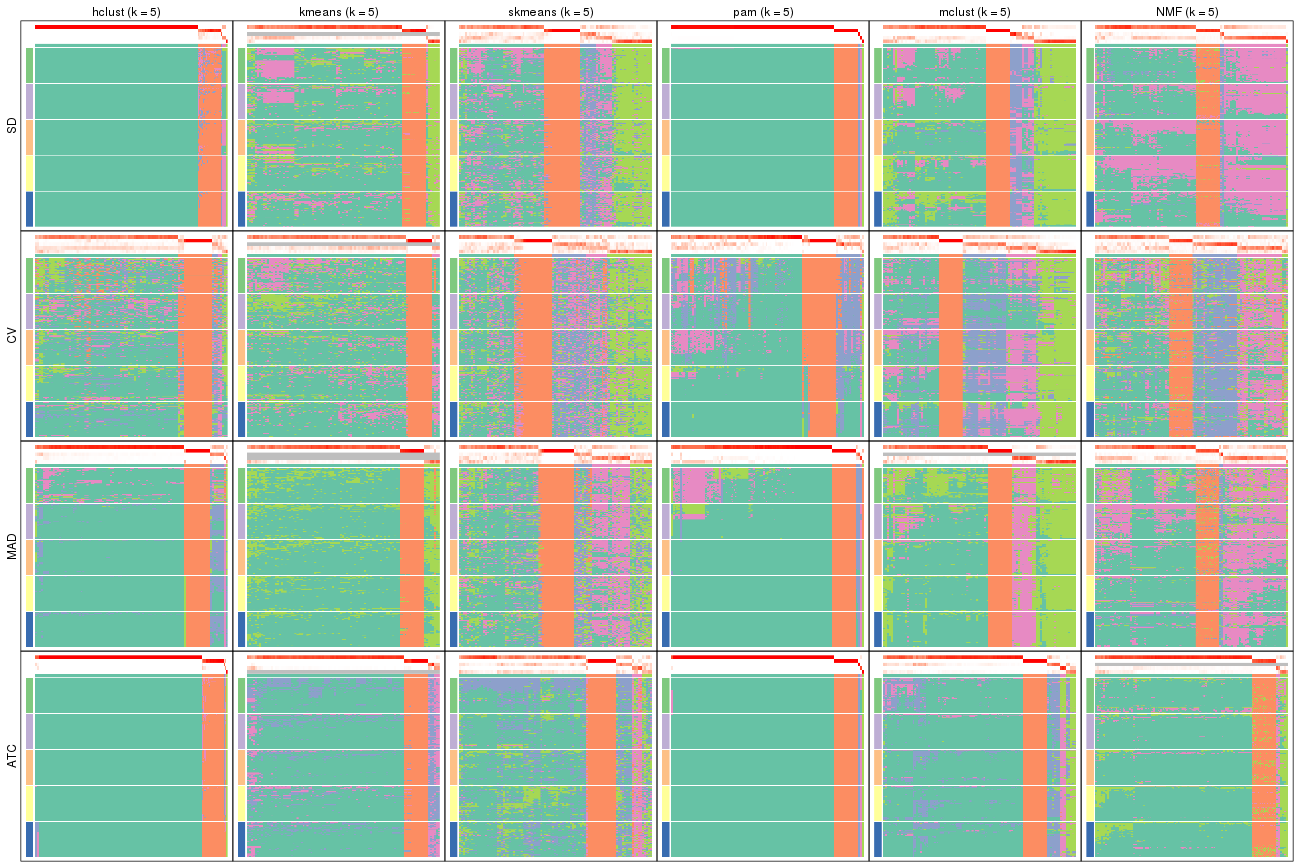 hclust (k = 5)
kmeans (k = 5)
skmeans (k = 5)
pam (k = 5)
mclust (k = 5)
NMF (k = 5)
SD
CV
MAD
ATC